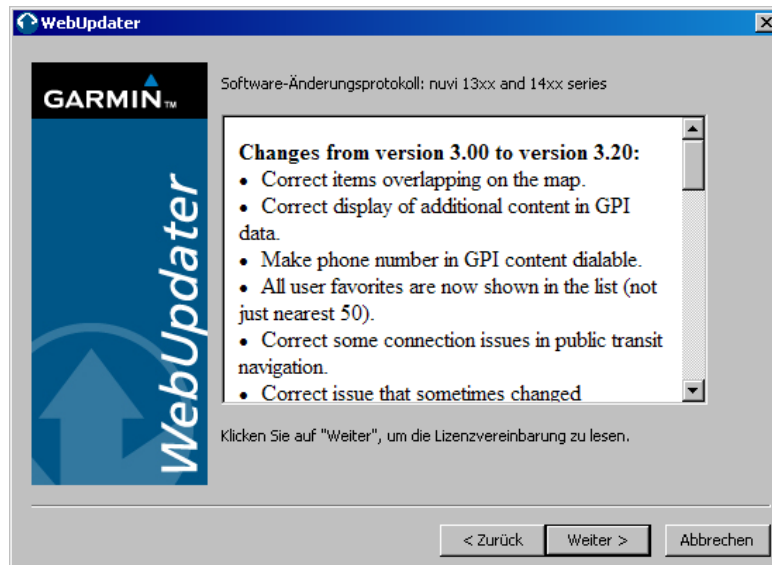 WebUpdater
GARMIN™
WebUpdater
Software-Änderungsprotokoll: nuvi 13xx and 14xx series
Changes from version 3.00 to version 3.20:
• Correct items overlapping on the map.
• Correct display of additional content in GPI
data.
• Make phone number in GPI content dialable.
• All user favorites are now shown in the list (not
just nearest 50).
• Correct some connection issues in public transit
navigation.
• Correct issue that sometimes changed
Klicken Sie auf "Weiter", um die Lizenzvereinbarung zu lesen.
< Zurück
Weiter >
Abbrechen